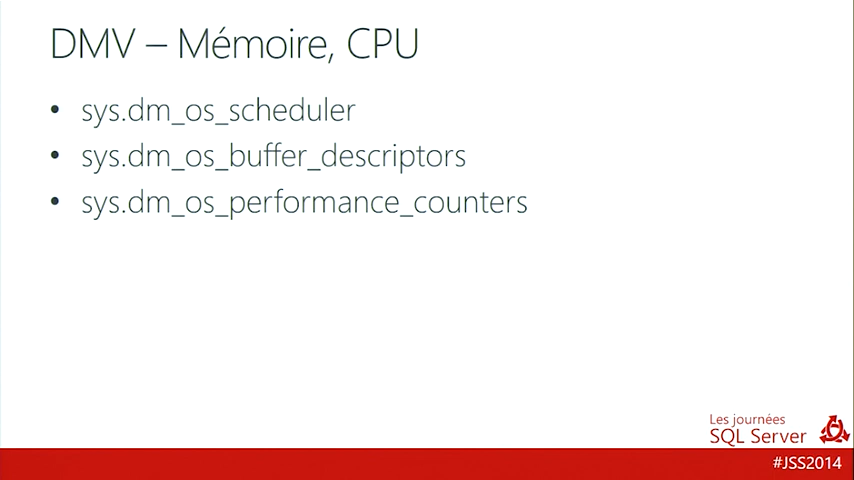 DMV – Mémoire, CPU
• sys.dm_os_scheduler
• sys.dm_os_buffer_descriptors
• sys.dm_os_performance_counters
Les journées
SQL Server
#JSS2014